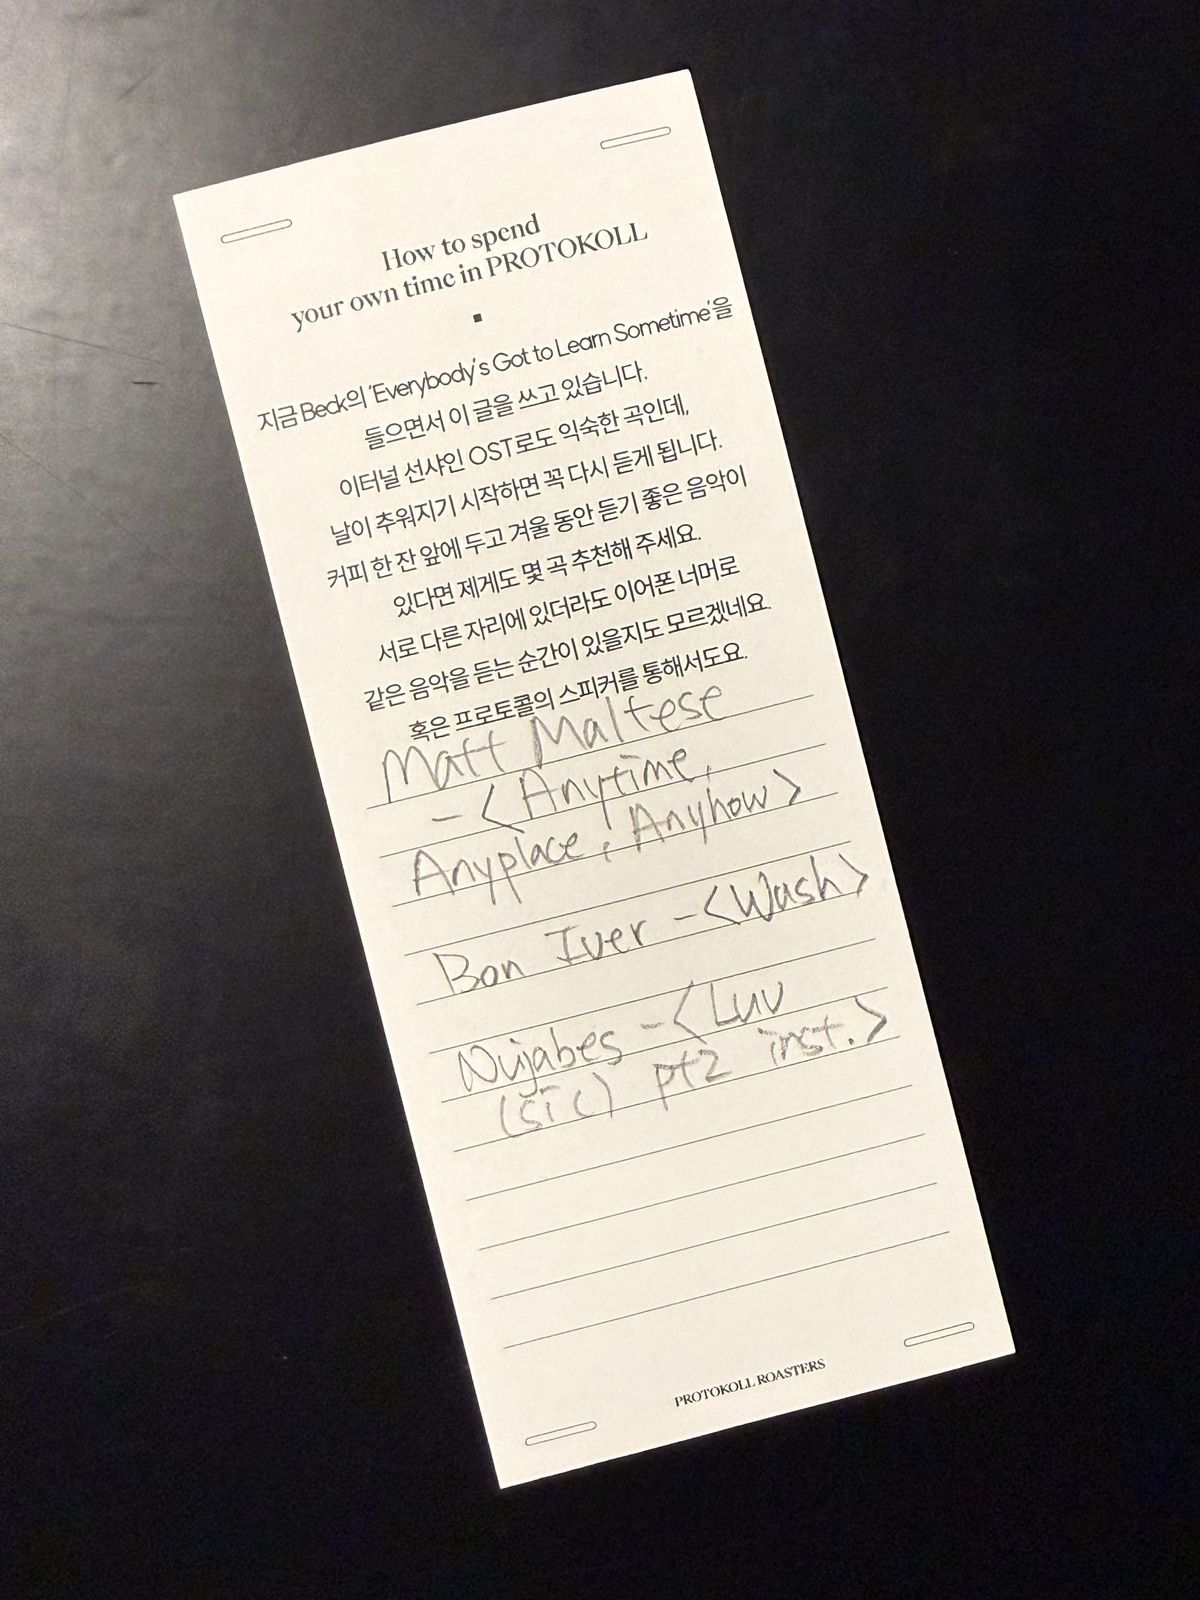 How to spend
your own time in PROTOKOLL
지금 Beck의 'Everybody's Got to Learn Sometime'을
들으면서 이 글을 쓰고 있습니다.
이터널 선샤인 OST로도 익숙한 곡인데,
날이 추워지기 시작하면 꼭 다시 듣게 됩니다.
커피 한 잔 앞에 두고 겨울 동안 듣기 좋은 음악이
있다면 제게도 몇 곡 추천해 주세요.
서로 다른 자리에 있더라도 이어폰 너머로
같은 음악을 듣는 순간이 있을지도 모르겠네요.
혹은 프로토콜의 스피커를 통해서도요.
Matt Maltese
- <Anytime,
Anyplace, Anyhow>
Bon Iver - <Wash>
Nujabes - <Luv
(sic) pt2 inst.>
PROTOKOLL ROASTERS